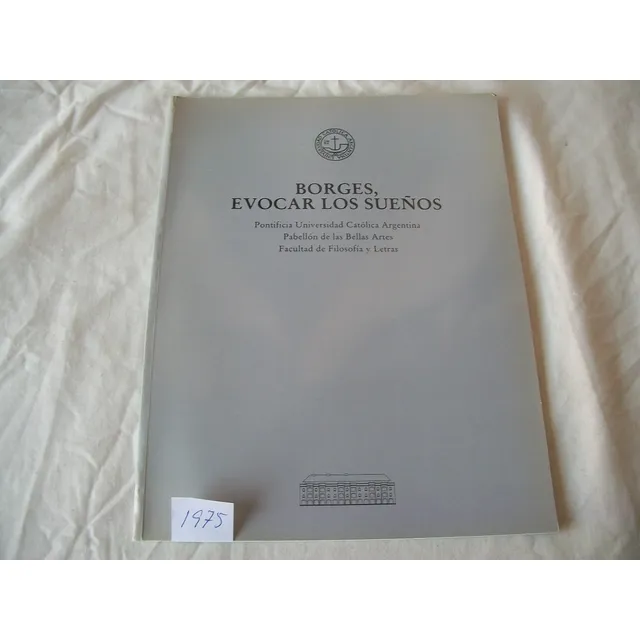 BORGES,
EVOCAR LOS SUEÑOS
Pontificia Universidad Católica Argentina
Pabellón de las Bellas Artes
Facultad de Filosofía y Letras
1975